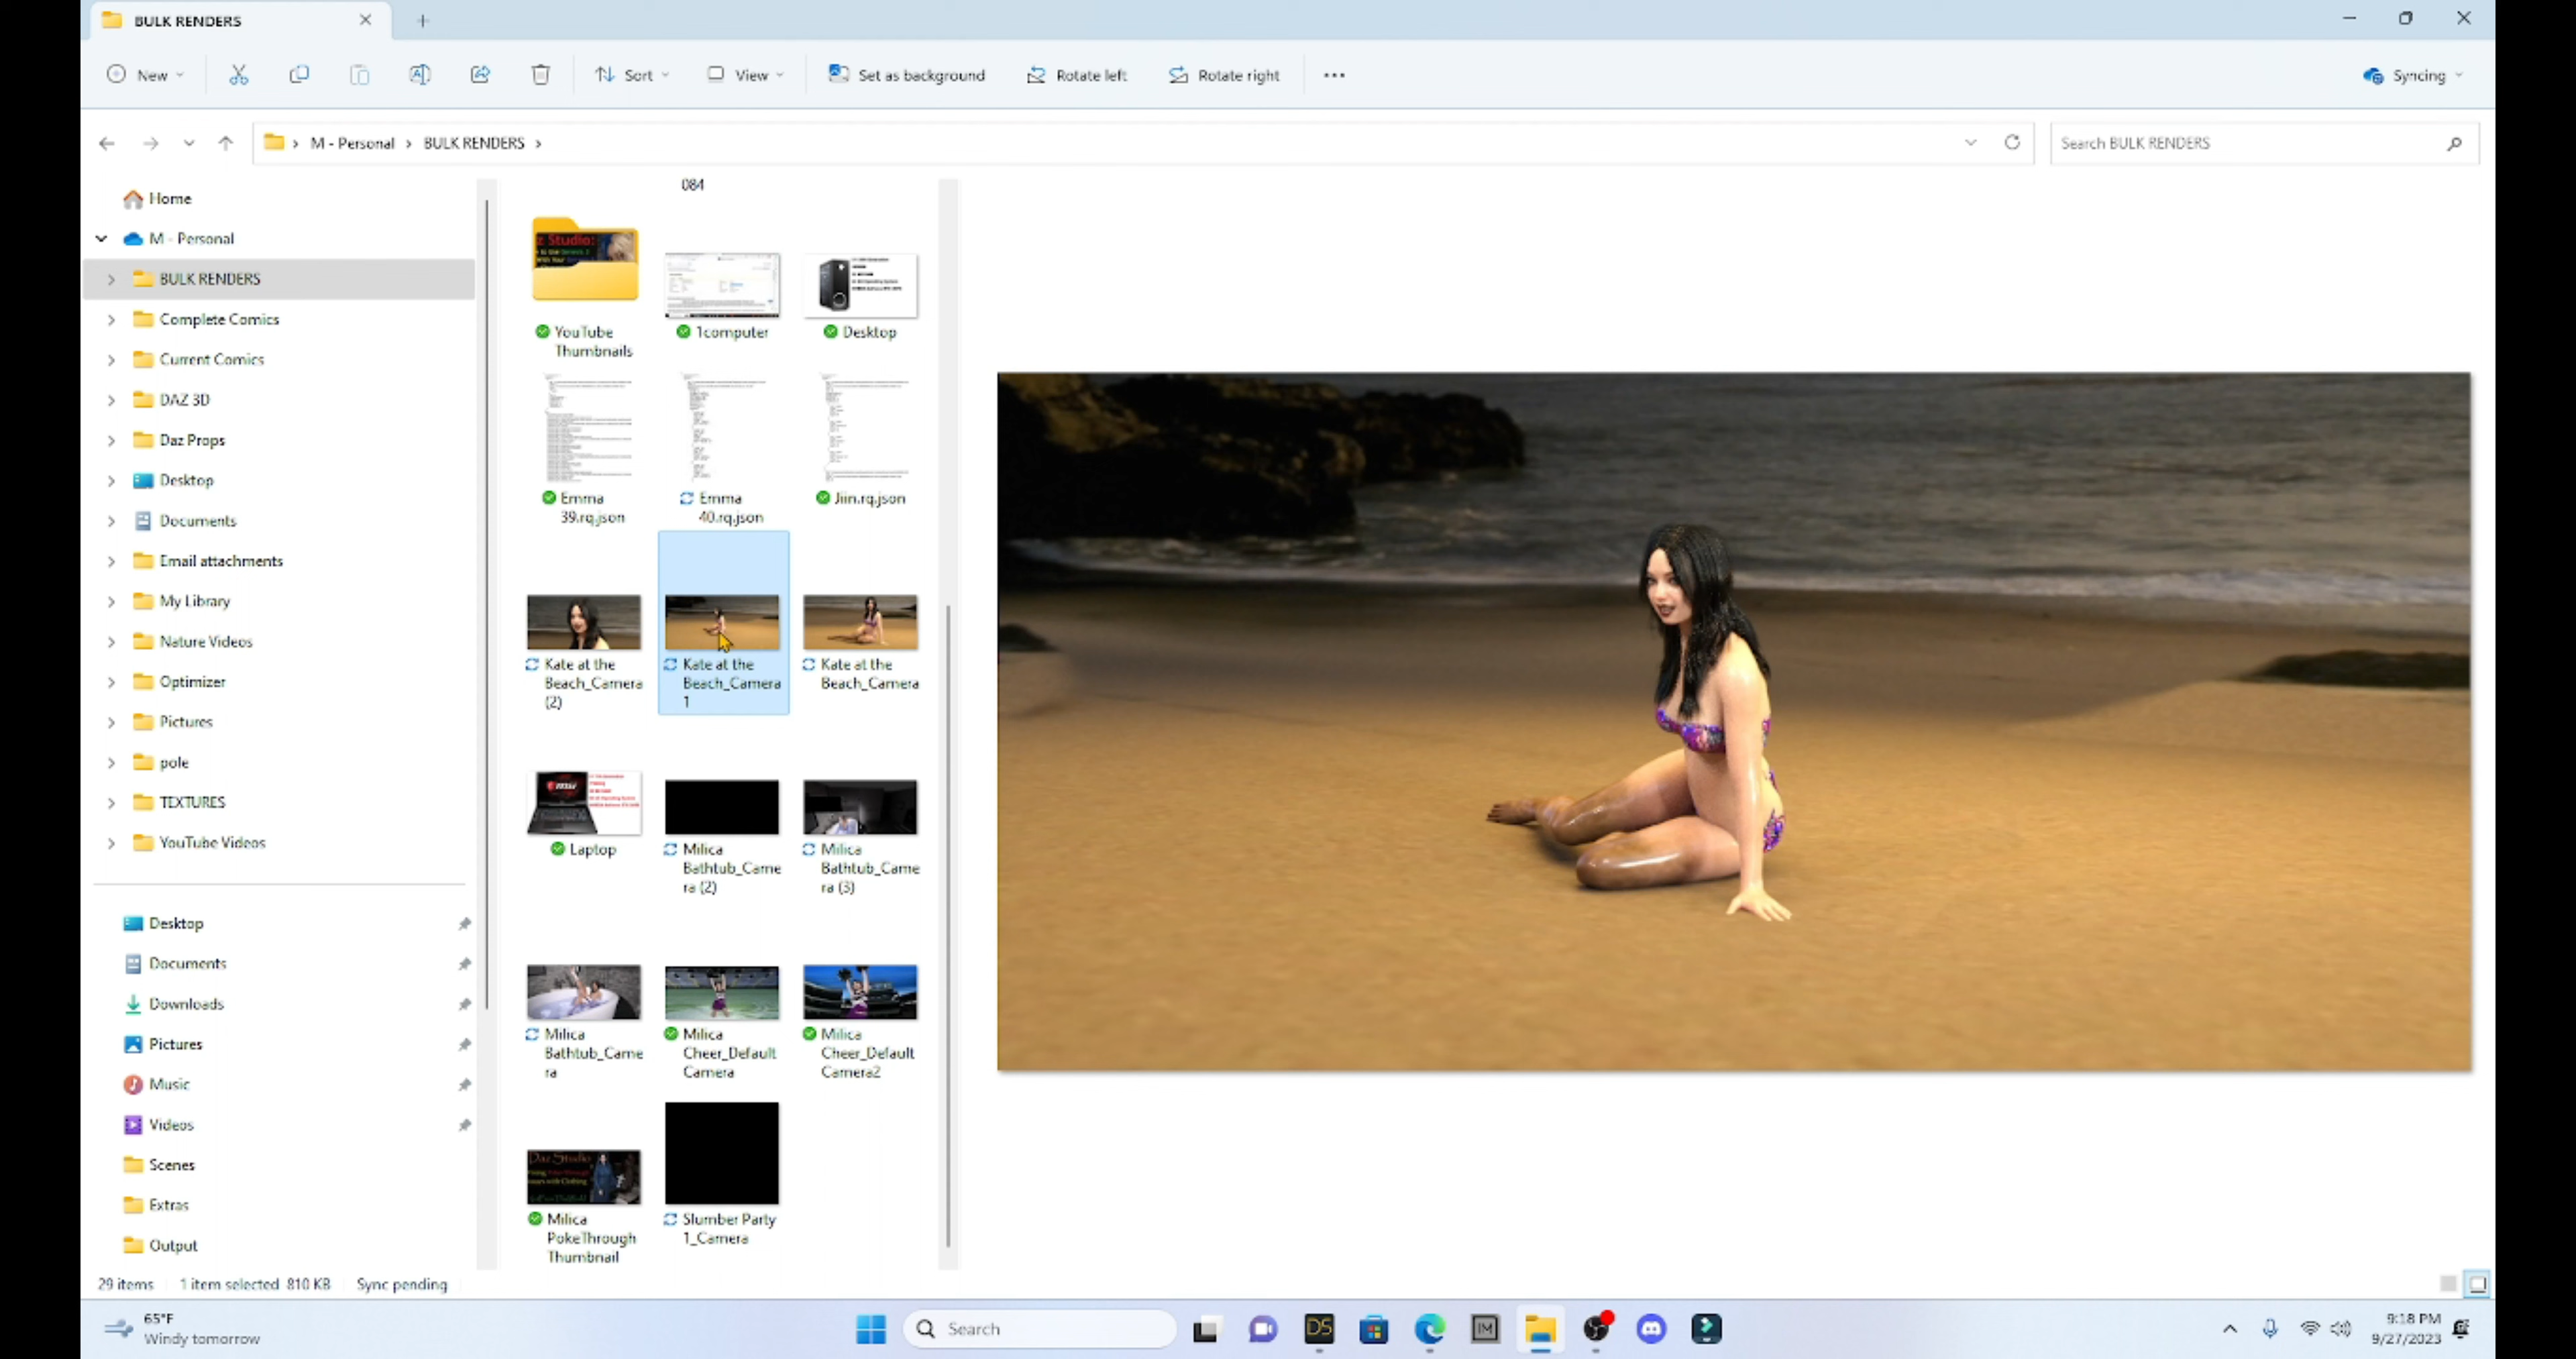 BULK RENDERS
New
Sort
View
Set as background
Rotate left
Rotate right
Syncing
M - Personal
BULK RENDERS
Search BULK RENDERS
Home
M - Personal
BULK RENDERS
Complete Comics
Current Comics
DAZ 3D
Daz Props
Desktop
Documents
Email attachments
My Library
Nature Videos
Optimizer
Pictures
pole
TEXTURES
YouTube Videos
Desktop
Documents
Downloads
Pictures
Music
Videos
Scenes
Extras
Output
084
z Studio:
YouTube
Thumbnails
1computer
Desktop
Emma
39.rq.json
Emma
40.rq.json
Jiin.rq.json
Kate at the
Beach_Camera
(2)
Kate at the
Beach_Camera
1
Kate at the
Beach_Camera
Laptop
Milica
Bathtub_Came
ra (2)
Milica
Bathtub_Came
ra (3)
Milica
Bathtub_Came
ra
Milica
Cheer_Default
Camera
Milica
Cheer_Default
Camera2
Daz Studio
Milica
PokeThrough
Thumbnail
Slumber Party
1_Camera
29 items
1 item selected 810 KB
Sync pending
65°F
Windy tomorrow
Search
DS
IM
9:18 PM
9/27/2023